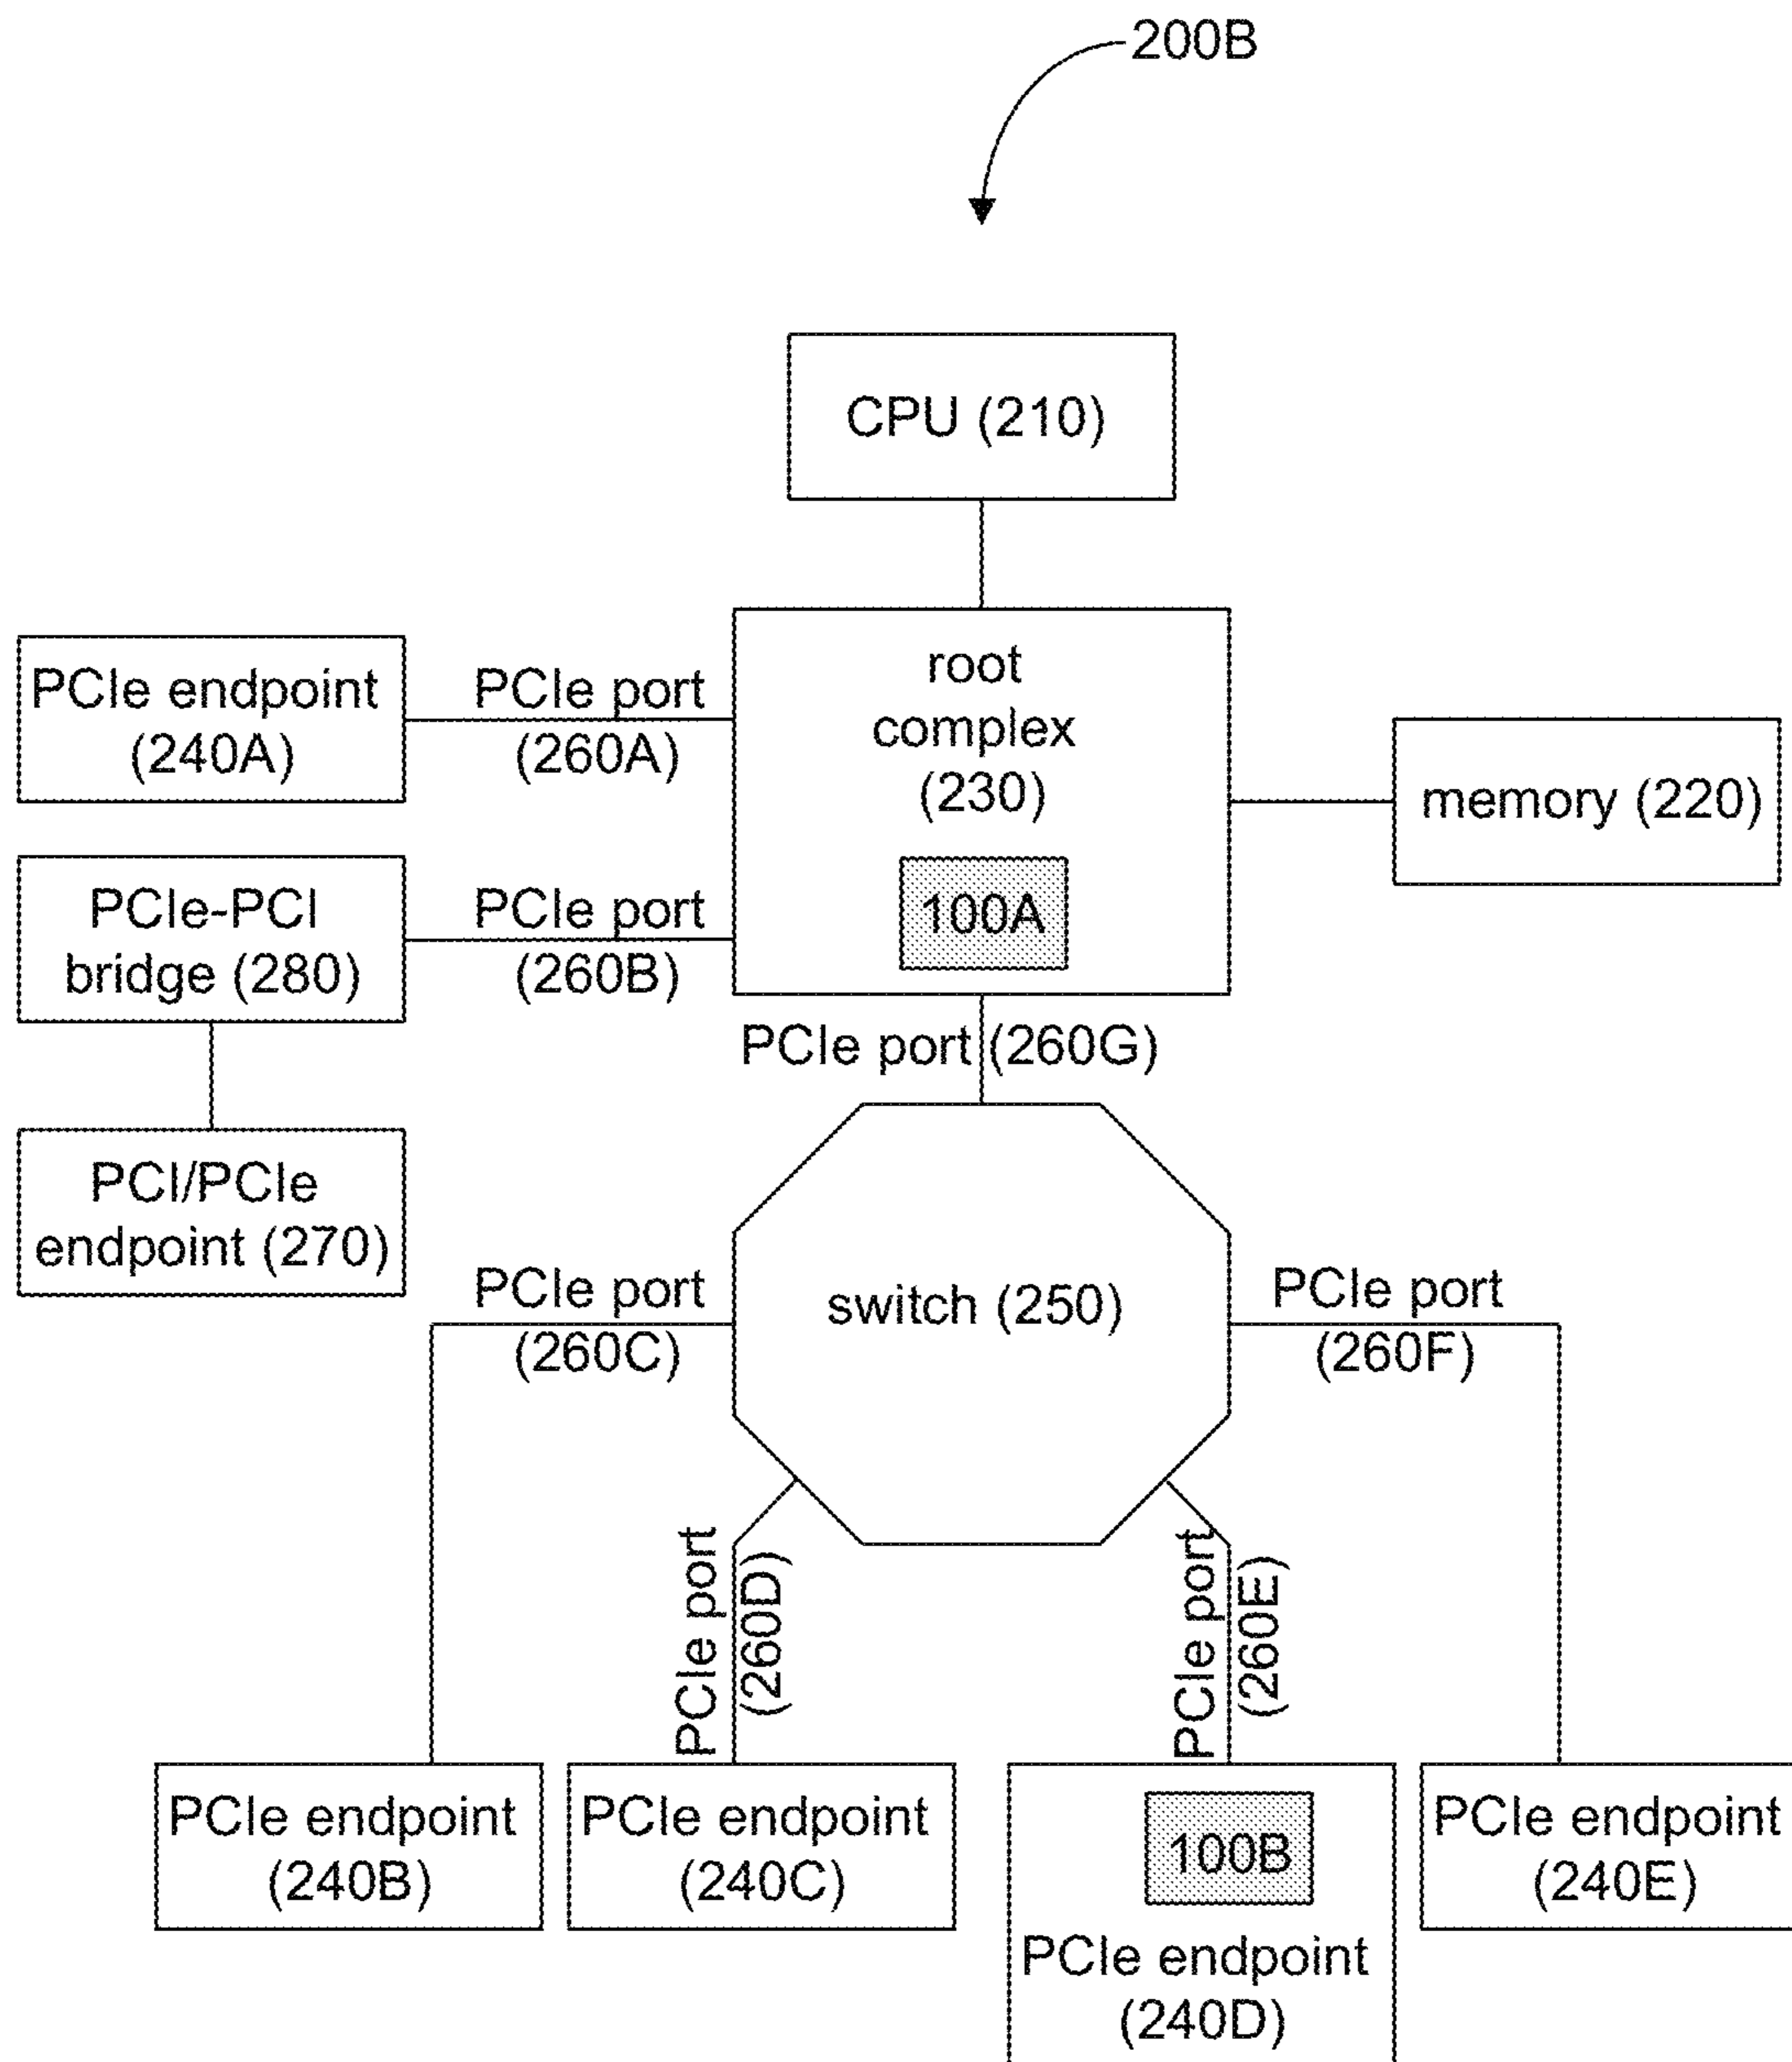 200B
CPU (210)
root
complex
(230)
100A
PCIe endpoint
(240A)
PCIe port
(260A)
memory (220)
PCIe-PCI
bridge (280)
PCIe port
(260B)
PCIe port (260G)
PCI/PCIe
endpoint (270)
switch (250)
PCIe port
(260C)
PCIe port
(260F)
PCIe port
(260D)
PCIe port
(260E)
PCIe endpoint
(240B)
PCIe endpoint
(240C)
100B
PCIe endpoint
(240D)
PCIe endpoint
(240E)